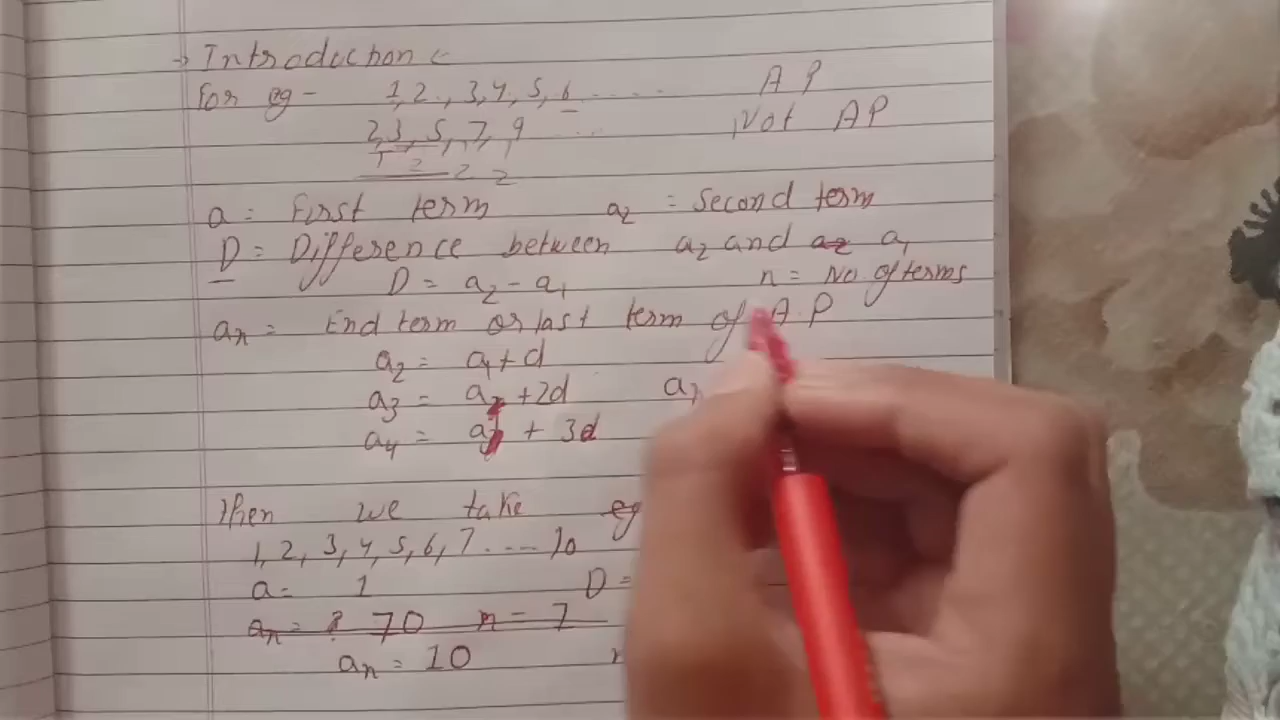 → Introduction
For eg - 1, 2, 3, 4, 5, 6 ..... AP
2, 3, 5, 7, 9 ... Not AP
1 2 2 2
a = First term a2 = Second term
D = Difference between a2 and a2 a1
D = a2 - a1 n = No. of terms
an = End term or last term of A.P
a2 = a1 + d
a3 = a + 2d
a4 = a + 3d
Then we take eg
1, 2, 3, 4, 5, 6, 7 .... 10
a = 1 D =
an = ? 70 n = 7
an = 10